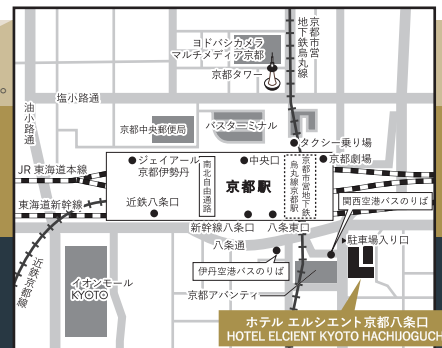 ヨドバシカメラ
マルチメディア京都
京都市営
地下鉄烏丸線
京都タワー
塩小路通
油小路通
京都中央郵便局
バスターミナル
タクシー乗り場
ジェイアール
京都伊勢丹
南北自由通路
中央口
京都駅
京都市営地下鉄
烏丸線京都駅
京都劇場
JR 東海道本線
東海道新幹線
近鉄八条口
新幹線八条口
八条東口
関西空港バスのりば
八条通
駐車場入り口
伊丹空港バスのりば
近鉄京都線
イオンモール
KYOTO
京都アバンティ
ホテル エルシエント京都八条口
HOTEL ELCIENT KYOTO HACHIJOGUCH